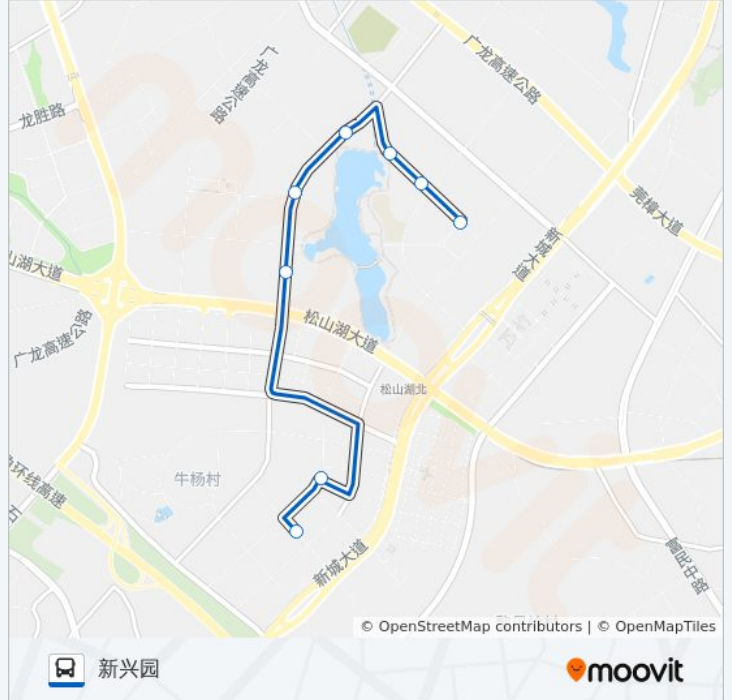 广龙高速公路
广龙高速公路
龙胜路
莞樟大道
新城大道
山湖大道
广龙高速公路
松山湖大道
松山湖北
牛杨村
环线高速
石
新城大道
© OpenStreetMap contributors | © OpenMapTiles
新兴园
moovit